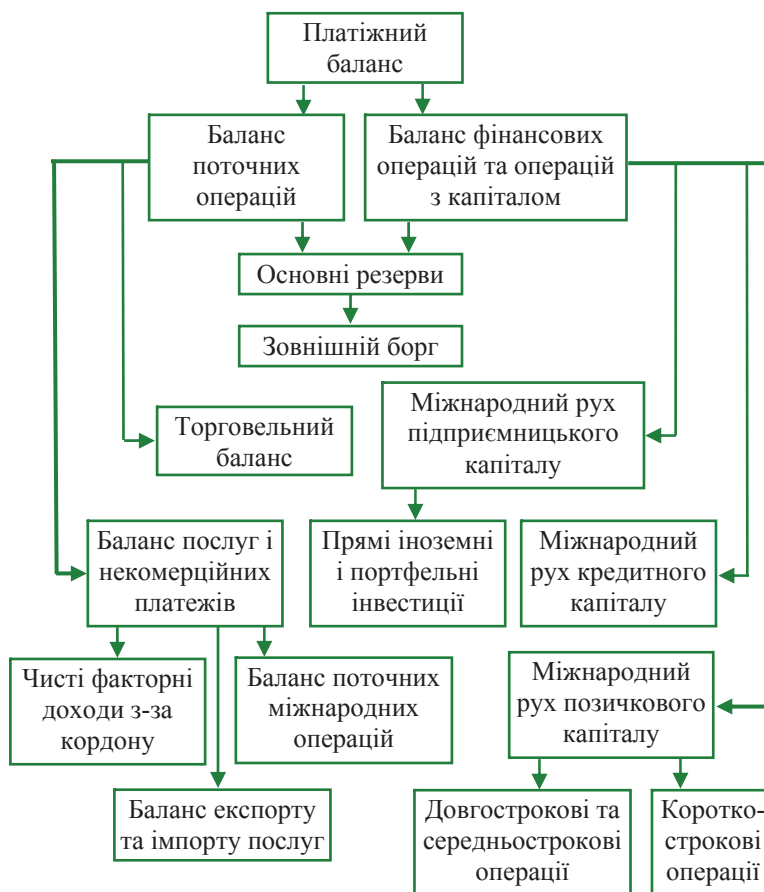 Платіжний
баланс
Баланс
поточних
операцій
Баланс фінансових
операцій та операцій
з капіталом
Основні резерви
Зовнішній борг
Торговельний
баланс
Міжнародний рух
підприємницького
капіталу
Баланс послуг і
некомерційних
платежів
Прямі іноземні
і портфельні
інвестиції
Міжнародний
рух кредитного
капіталу
Чисті факторні
доходи з-за
кордону
Баланс поточних
міжнародних
операцій
Міжнародний
рух позичкового
капіталу
Баланс експорту
та імпорту послуг
Довгострокові та
середньострокові
операції
Коротко-
строкові
операції